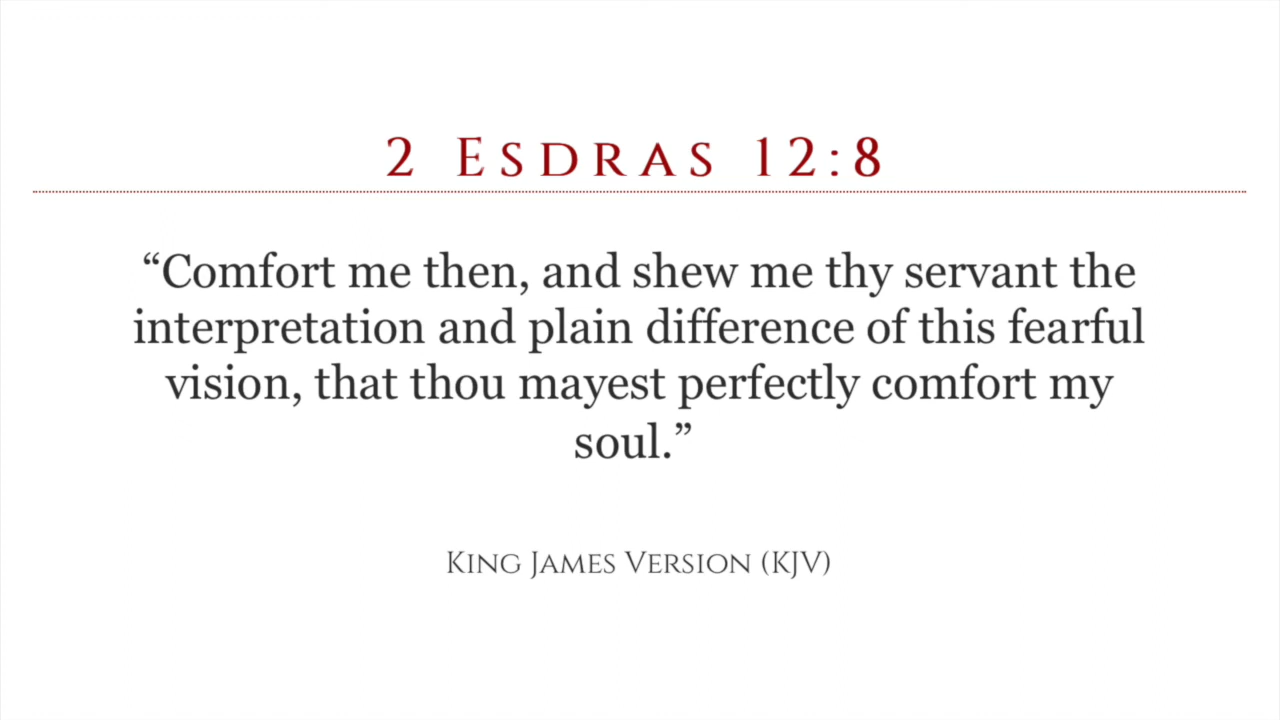 2 Esdras 12:8
“Comfort me then, and shew me thy servant the
interpretation and plain difference of this fearful
vision, that thou mayest perfectly comfort my
soul.”
King James Version (KJV)